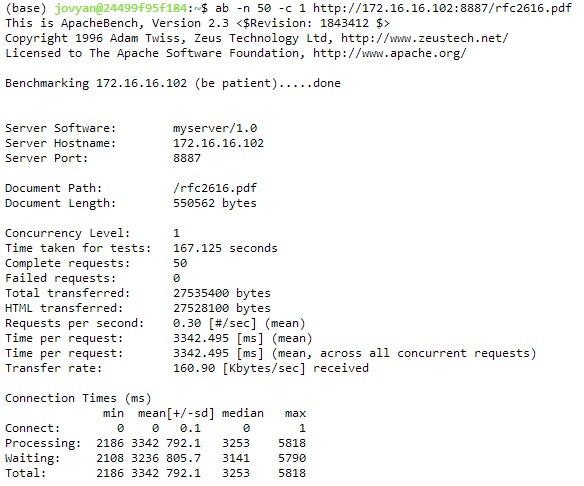 (base) jovyan@24499f95f184:~$ ab -n 50 -c 1 http://172.16.16.102:8887/rfc2616.pdf
This is ApacheBench, Version 2.3 <$Revision: 1843412 $>
Copyright 1996 Adam Twiss, Zeus Technology Ltd, http://www.zeustech.net/
Licensed to The Apache Software Foundation, http://www.apache.org/
Benchmarking 172.16.16.102 (be patient).....done
Server Software: myserver/1.0
Server Hostname: 172.16.16.102
Server Port: 8887
Document Path: /rfc2616.pdf
Document Length: 550562 bytes
Concurrency Level: 1
Time taken for tests: 167.125 seconds
Complete requests: 50
Failed requests: 0
Total transferred: 27535400 bytes
HTML transferred: 27528100 bytes
Requests per second: 0.30 [#/sec] (mean)
Time per request: 3342.495 [ms] (mean)
Time per request: 3342.495 [ms] (mean, across all concurrent requests)
Transfer rate: 160.90 [Kbytes/sec] received
Connection Times (ms)
min mean[+/-sd] median max
Connect: 0 0 0.1 0 1
Processing: 2186 3342 792.1 3253 5818
Waiting: 2108 3236 805.7 3141 5790
Total: 2186 3342 792.1 3253 5818